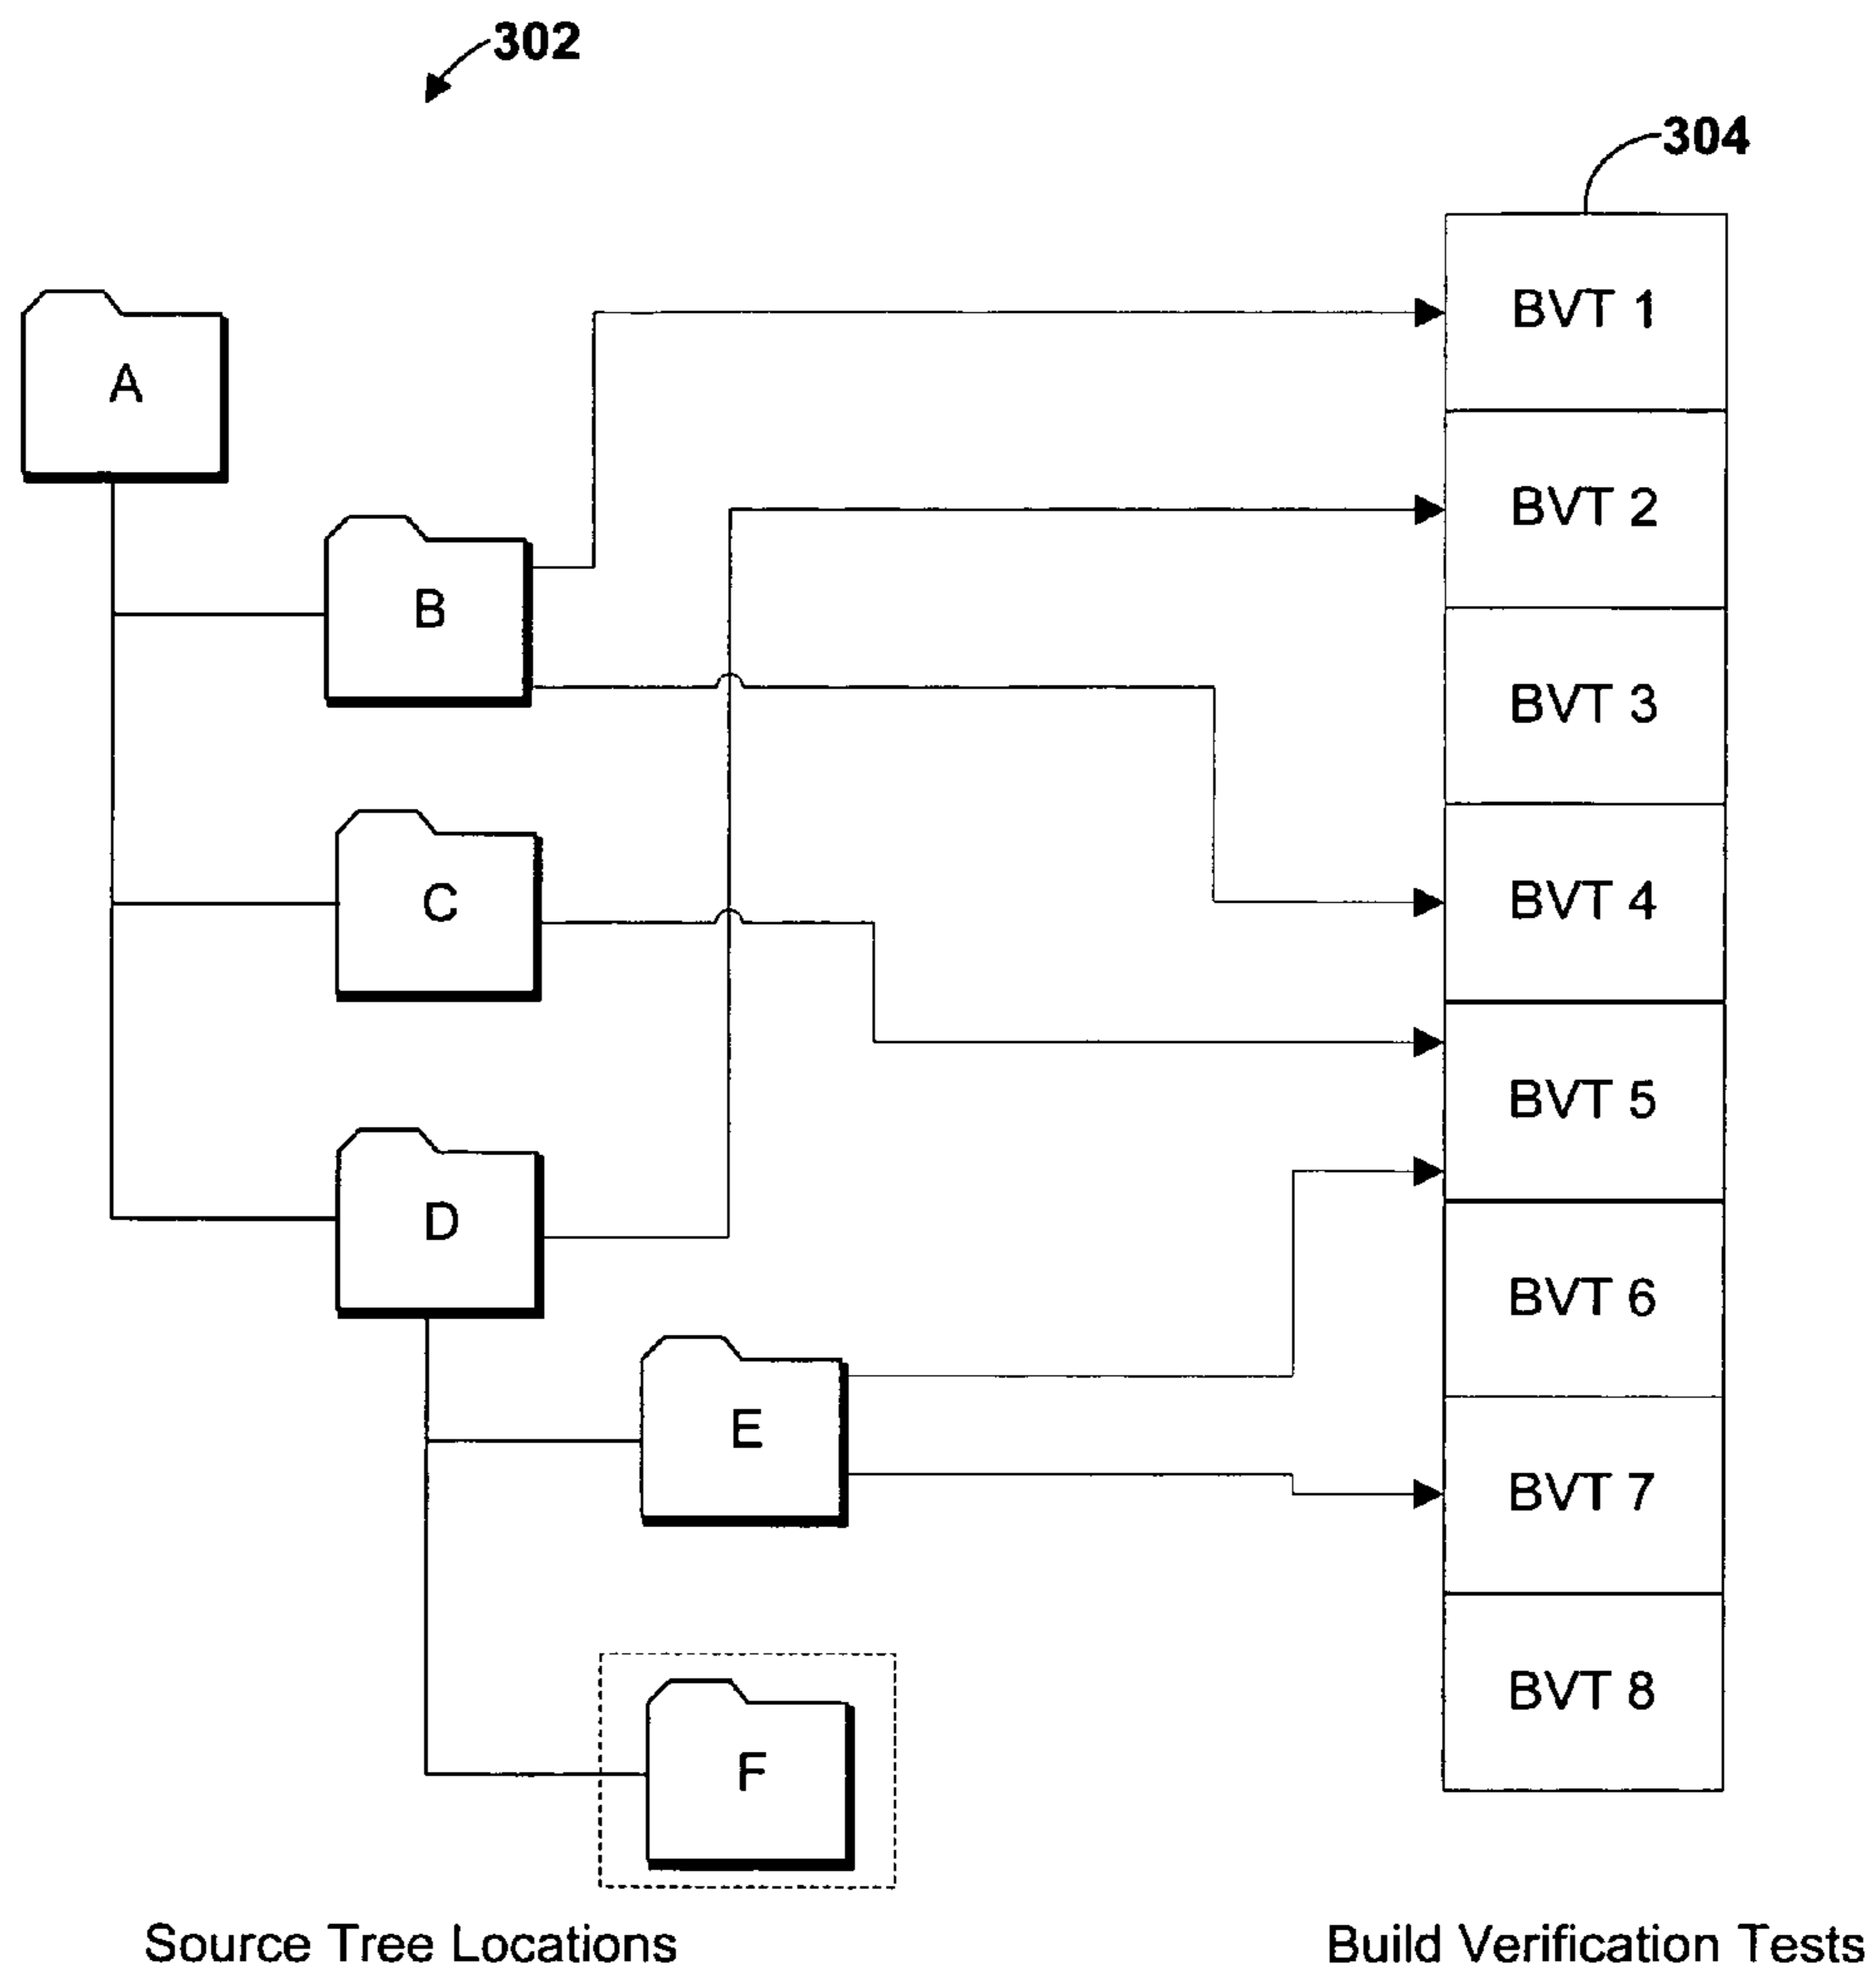 302
304
A
B
C
D
E
F
BVT 1
BVT 2
BVT 3
BVT 4
BVT 5
BVT 6
BVT 7
BVT 8
Source Tree Locations
Build Verification Tests